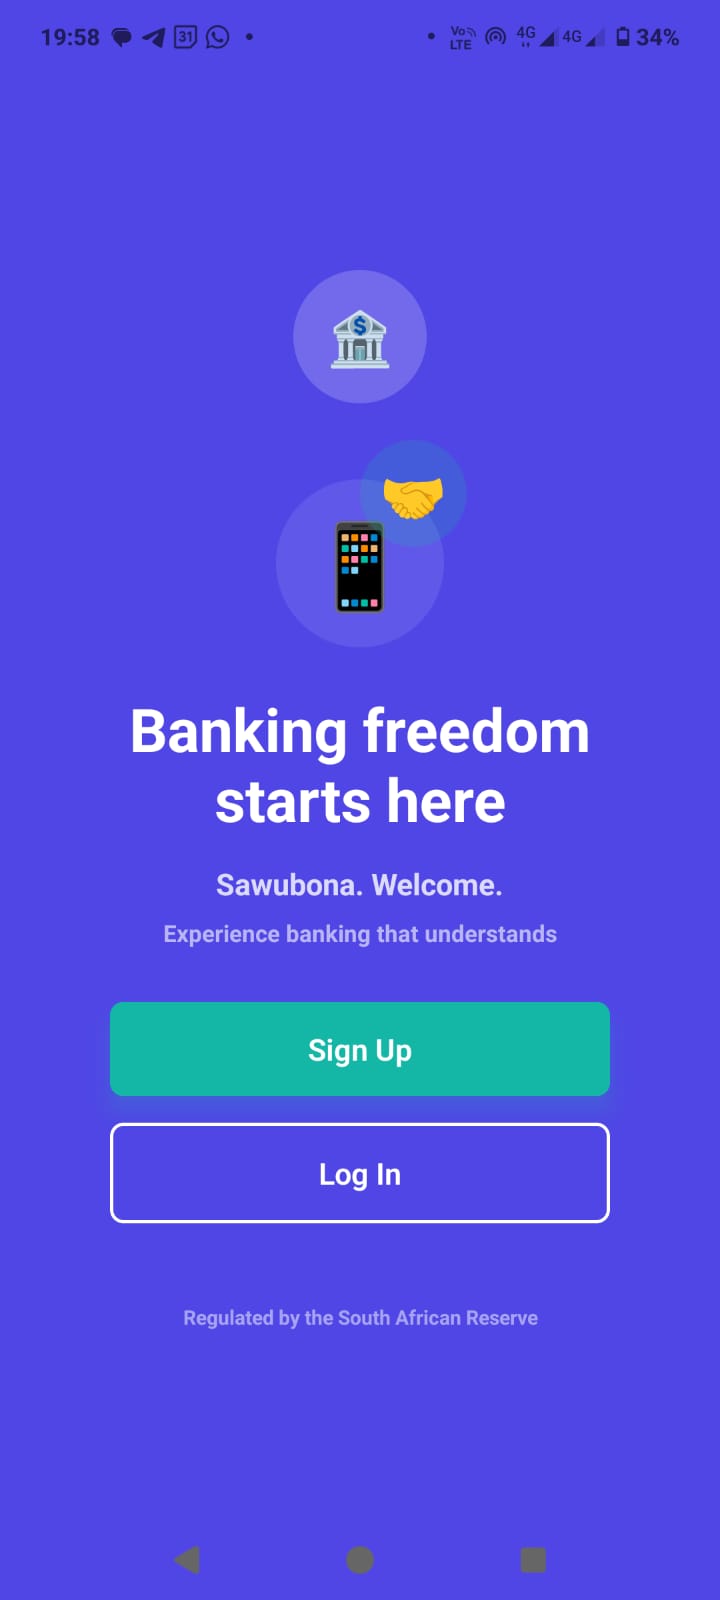 19:58
31
Vo
LTE
4G
4G
34%
$
Banking freedom
starts here
Sawubona. Welcome.
Experience banking that understands
Sign Up
Log In
Regulated by the South African Reserve